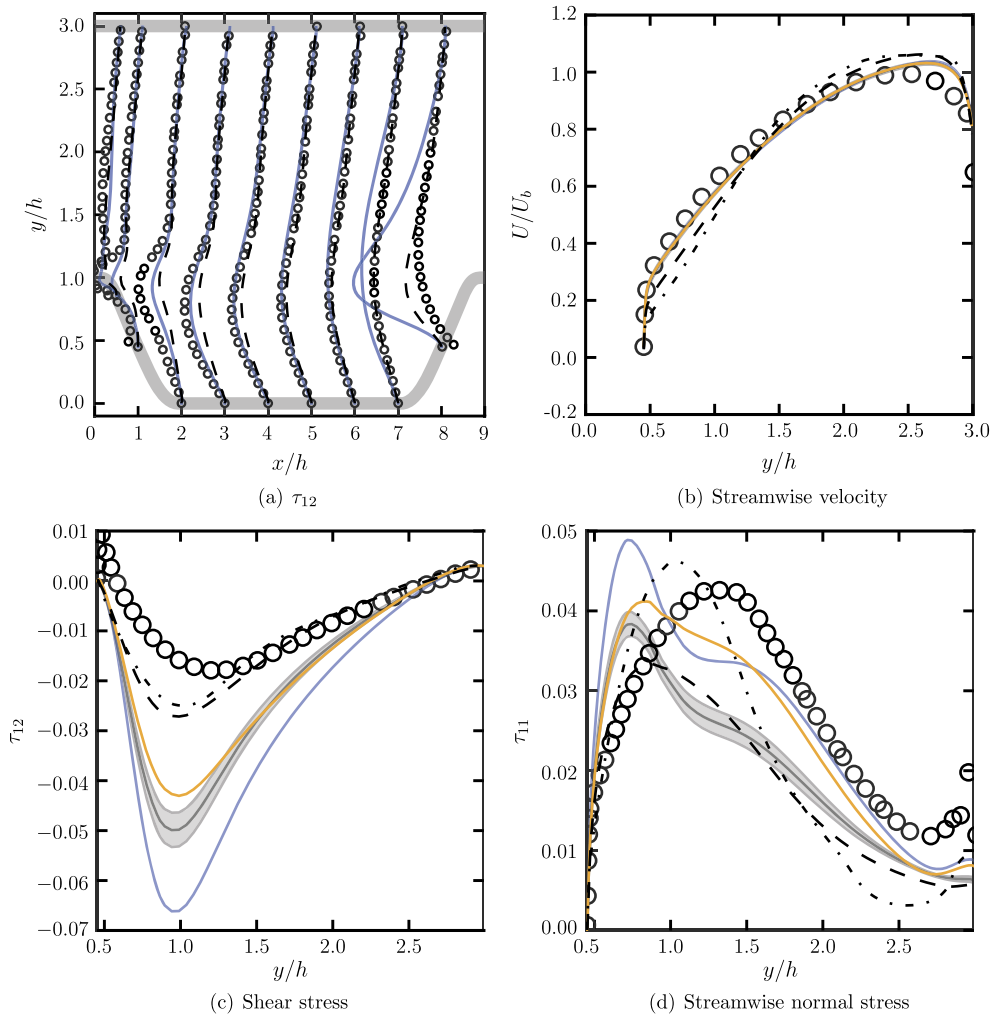 3.0
2.5
2.0
1.5
1.0
0.5
0.0
y/h
0 1 2 3 4 5 6 7 8 9
x/h
(a) τ₁₂
1.2
1.0
0.8
0.6
0.4
0.2
0.0
-0.2
U/U_b
0.0 0.5 1.0 1.5 2.0 2.5 3.0
y/h
(b) Streamwise velocity
0.01
0.00
−0.01
−0.02
−0.03
−0.04
−0.05
−0.06
−0.07
τ₁₂
0.5 1.0 1.5 2.0 2.5
y/h
(c) Shear stress
0.05
0.04
0.03
0.02
0.01
0.00
τ₁₁
0.5 1.0 1.5 2.0 2.5
y/h
(d) Streamwise normal stress